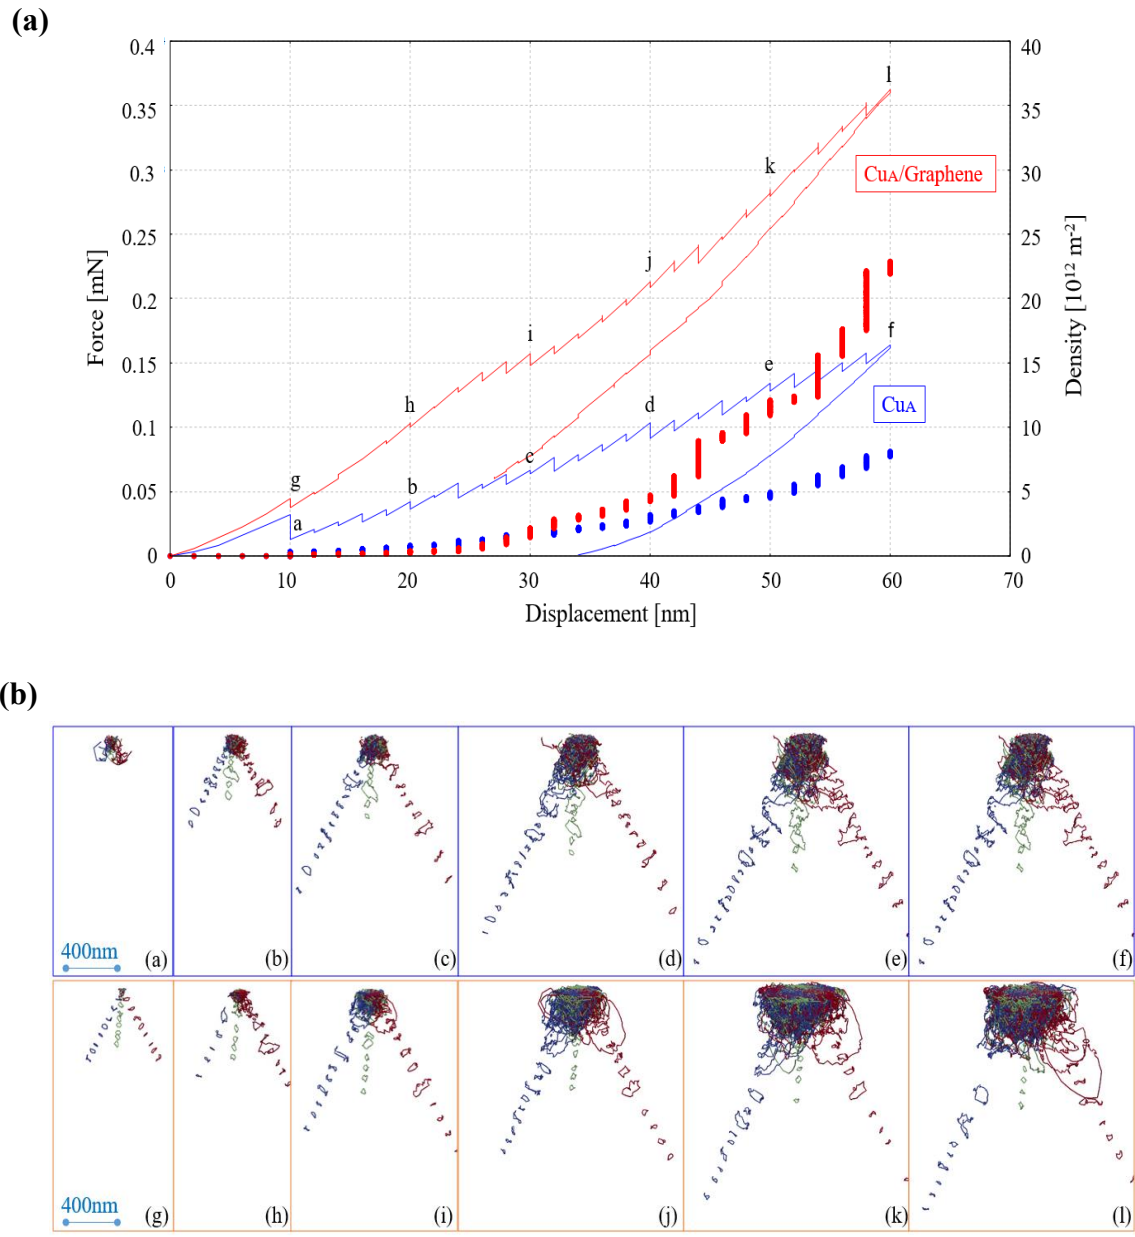 (a)
0.4
0.35
0.3
0.25
0.2
0.15
0.1
0.05
0
40
35
30
25
20
15
10
5
0
Force [mN]
Density [10¹² m⁻²]
l
k
j
i
h
g
f
e
d
c
b
a
CuA/Graphene
CuA
0 10 20 30 40 50 60 70
Displacement [nm]
(b)
400nm (a) (b) (c) (d) (e) (f)
400nm (g) (h) (i) (j) (k) (l)